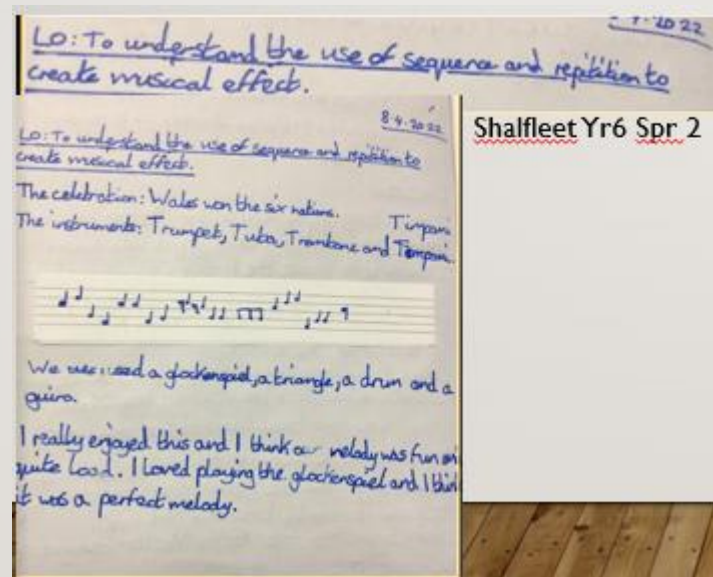 LO: To understand the use of sequence and repitition to
create musical effect.
8.4.2022
LO: To understand the use of sequence and repitition to
create musical effect.
The celebration: Wales won the six nations.
Timpani
The instruments: Trumpet, Tuba, Trombone and Timpani.
We used a glockenspiel, a triangle, a drum and a
guiro.
I really enjoyed this and I think our melody was fun and
quite loud. I loved playing the glockenspiel and I think
it was a perfect melody.
Shalfleet Yr6 Spr 2